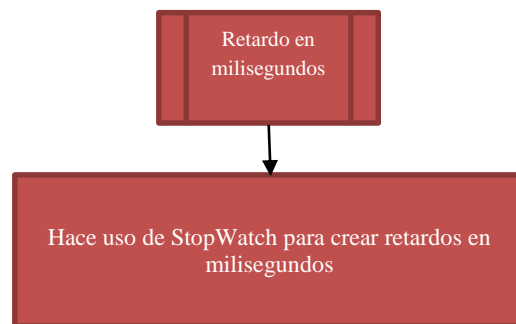 Retardo en
milisegundos
Hace uso de StopWatch para crear retardos en
milisegundos